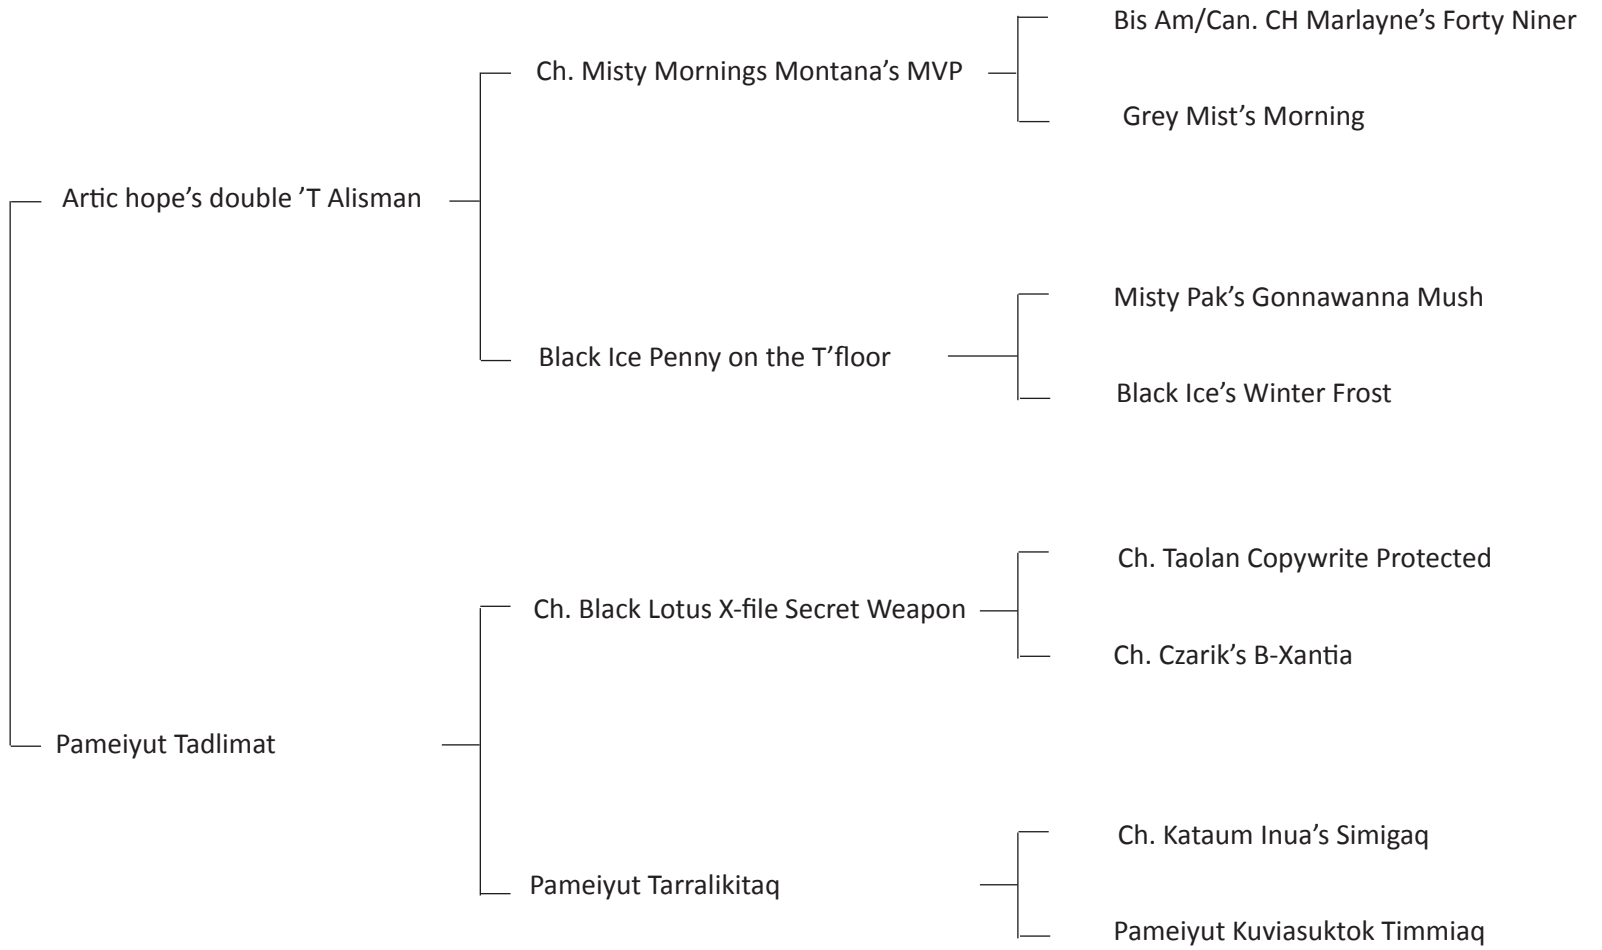 Bis Am/Can. CH Marlayne’s Forty Niner
Ch. Misty Mornings Montana’s MVP
Grey Mist’s Morning
Artic hope’s double ’T Alisman
Misty Pak’s Gonnawanna Mush
Black Ice Penny on the T’floor
Black Ice’s Winter Frost
Ch. Taolan Copywrite Protected
Ch. Black Lotus X-file Secret Weapon
Ch. Czarik’s B-Xantia
Pameiyut Tadlimat
Ch. Kataum Inua’s Simigaq
Pameiyut Tarralikitaq
Pameiyut Kuviasuktok Timmiaq